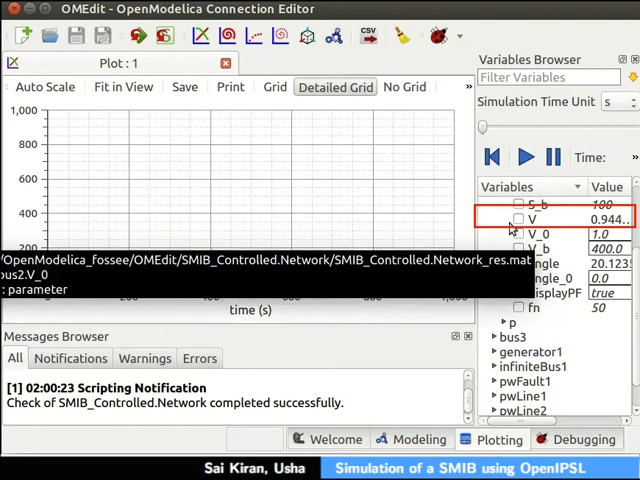 OMEdit - OpenModelica Connection Editor
CSV
Plot : 1
Auto Scale Fit in View Save Print Grid Detailed Grid No Grid »
1,000
800
600
400
200
1,000
time (s)
/OpenModelica_fossee/OMEdit/SMIB_Controlled.Network/SMIB_Controlled.Network_res.mat
bus2.V_0
: parameter
Variables Browser
Filter Variables
Simulation Time Unit s
Time: »
Variables Value
S_b 100
V 0.944...
V_0 1.0
V_b 400.0
angle 20.123
angle_0 0.0
displayPF true
fn 50
p
bus3
generator1
infiniteBus1
pwFault1
pwLine1
pwLine2
Messages Browser
All Notifications Warnings Errors
[1] 02:00:23 Scripting Notification
Check of SMIB_Controlled.Network completed successfully.
Welcome Modeling Plotting Debugging
Sai Kiran, Usha Simulation of a SMIB using OpenIPSL